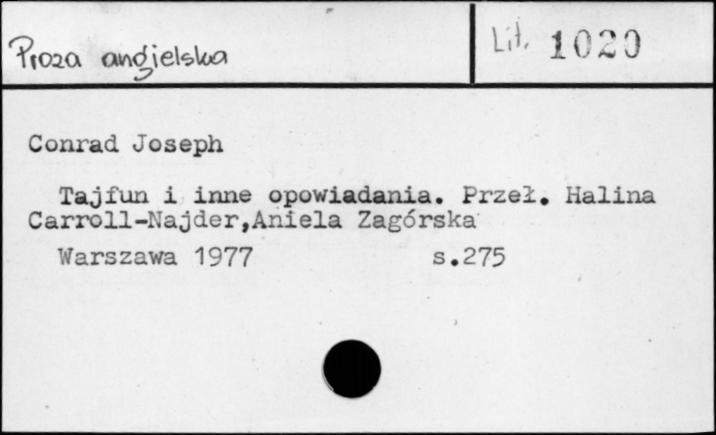 Proza angielska
Lit. 1020
Conrad Joseph
Tajfun i inne opowiadania. Przeł. Halina
Carroll-Najder,Aniela Zagórska
Warszawa 1977 s.275